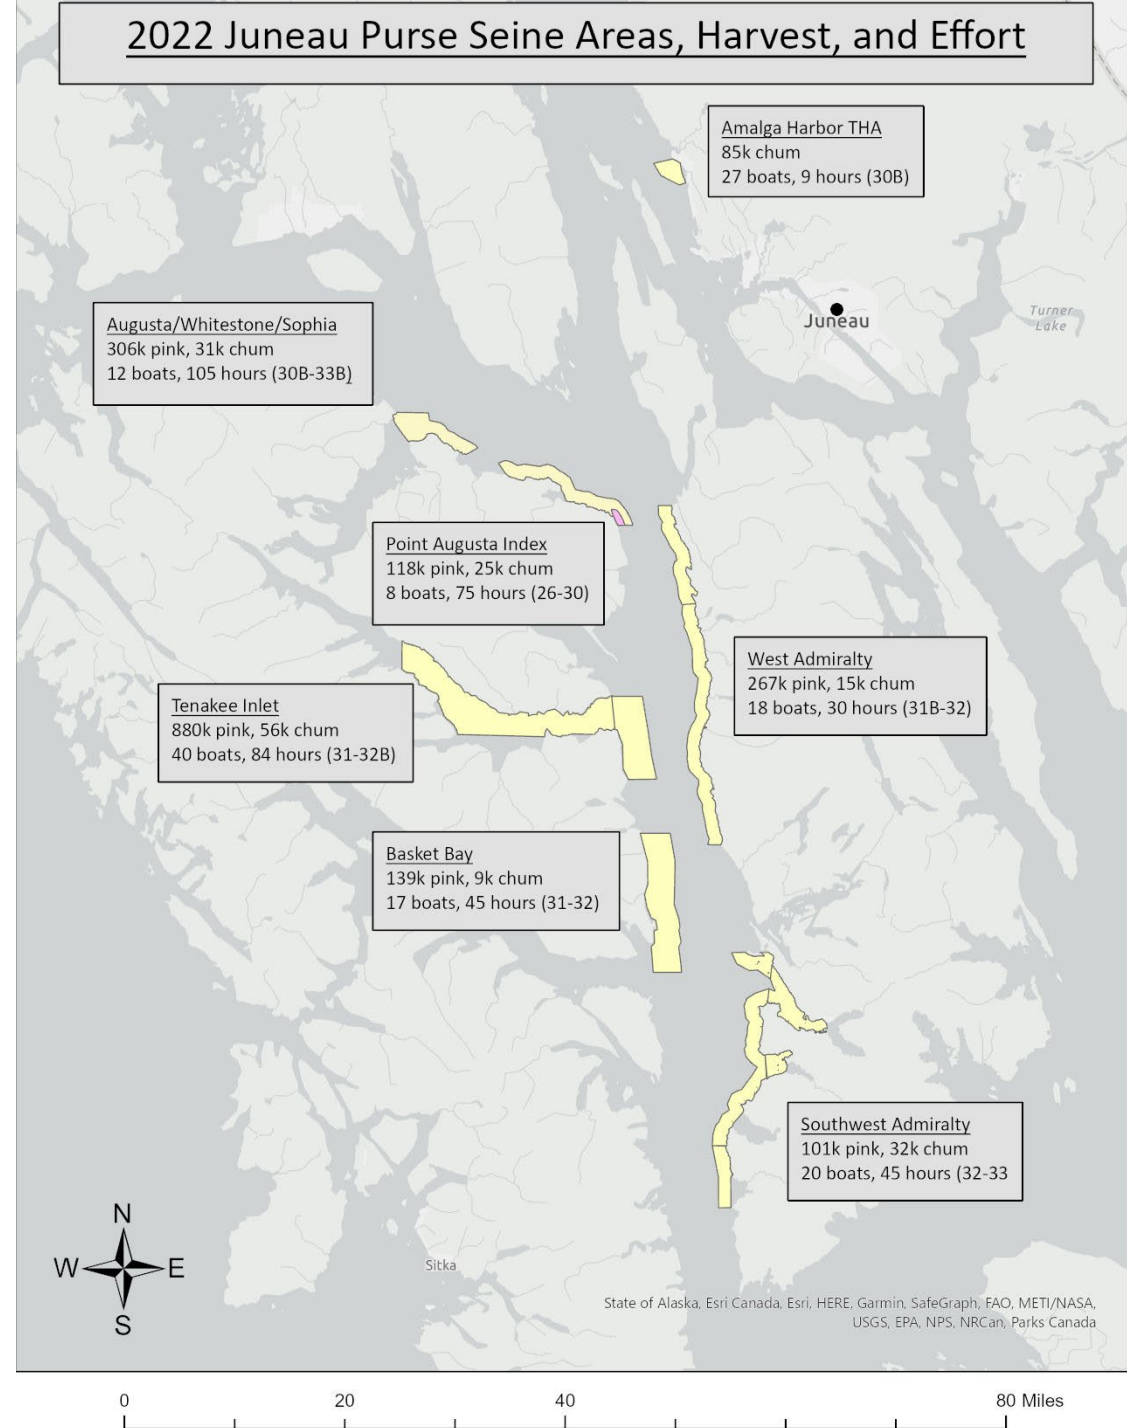 2022 Juneau Purse Seine Areas, Harvest, and Effort
Amalga Harbor THA
85k chum
27 boats, 9 hours (30B)
Juneau
Turner
Lake
Augusta/Whitestone/Sophia
306k pink, 31k chum
12 boats, 105 hours (30B-33B)
Point Augusta Index
118k pink, 25k chum
8 boats, 75 hours (26-30)
West Admiralty
267k pink, 15k chum
18 boats, 30 hours (31B-32)
Tenakee Inlet
880k pink, 56k chum
40 boats, 84 hours (31-32B)
Basket Bay
139k pink, 9k chum
17 boats, 45 hours (31-32)
Southwest Admiralty
101k pink, 32k chum
20 boats, 45 hours (32-33
N
W E
S
Sitka
State of Alaska, Esri Canada, Esri, HERE, Garmin, SafeGraph, FAO, METI/NASA,
USGS, EPA, NPS, NRCan, Parks Canada
0 20 40 80 Miles